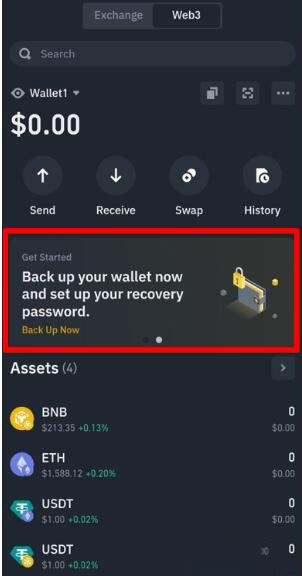 Exchange Web3
Search
Wallet1
$0.00
Send Receive Swap History
Get Started
Back up your wallet now
and set up your recovery
password.
Back Up Now
Assets (4)
BNB 0
$213.35 +0.13% $0.00
ETH 0
$1,588.12 +0.20% $0.00
USDT 0
$1.00 +0.02% $0.00
USDT 0
$1.00 +0.02%